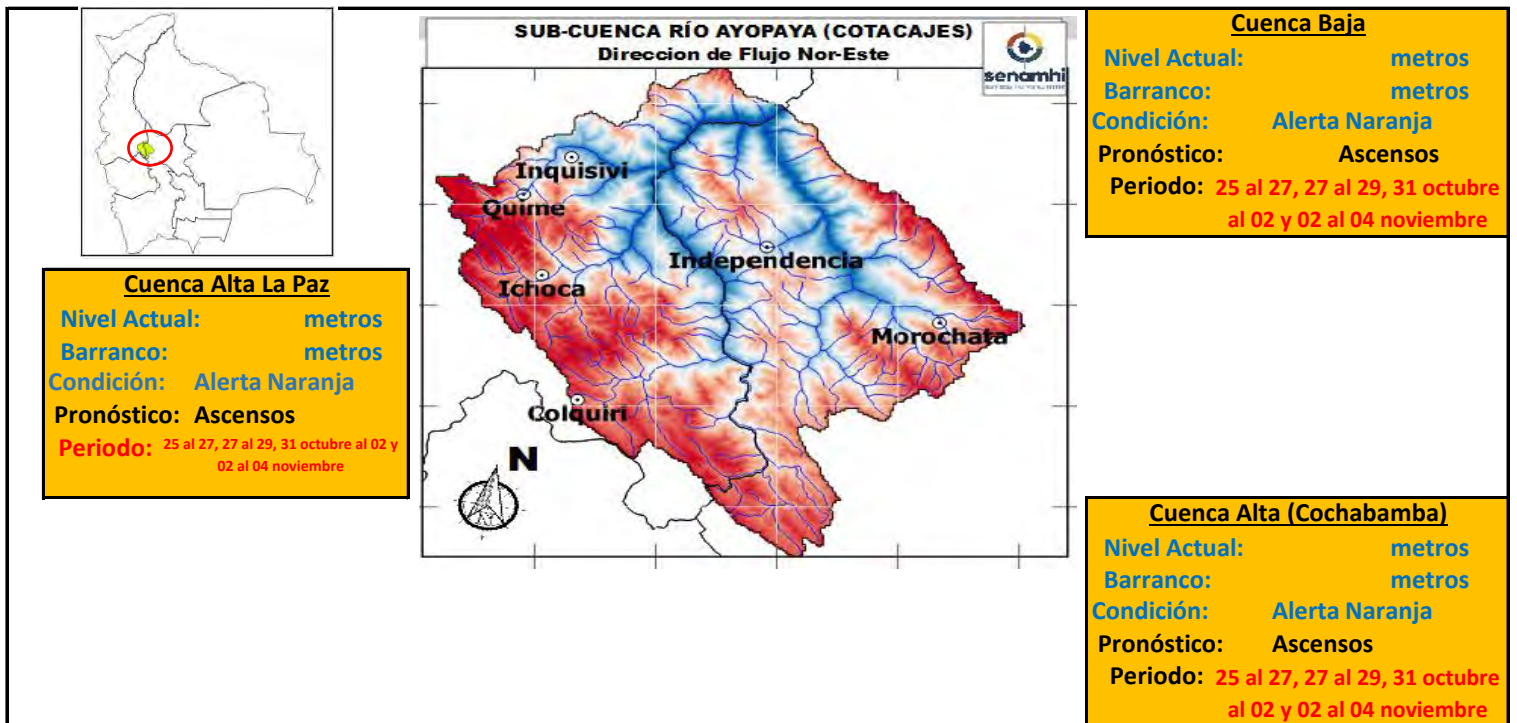 SUB-CUENCA RÍO AYOPAYA (COTACAJES)
Direccion de Flujo Nor-Este
senamhi
Inquisivi
Quime
Independencia
Ichoca
Morochata
Colquiri
N
Cuenca Alta La Paz
Nivel Actual: metros
Barranco: metros
Condición: Alerta Naranja
Pronóstico: Ascensos
Periodo: 25 al 27, 27 al 29, 31 octubre al 02 y
02 al 04 noviembre
Cuenca Baja
Nivel Actual: metros
Barranco: metros
Condición: Alerta Naranja
Pronóstico: Ascensos
Periodo: 25 al 27, 27 al 29, 31 octubre
al 02 y 02 al 04 noviembre
Cuenca Alta (Cochabamba)
Nivel Actual: metros
Barranco: metros
Condición: Alerta Naranja
Pronóstico: Ascensos
Periodo: 25 al 27, 27 al 29, 31 octubre
al 02 y 02 al 04 noviembre